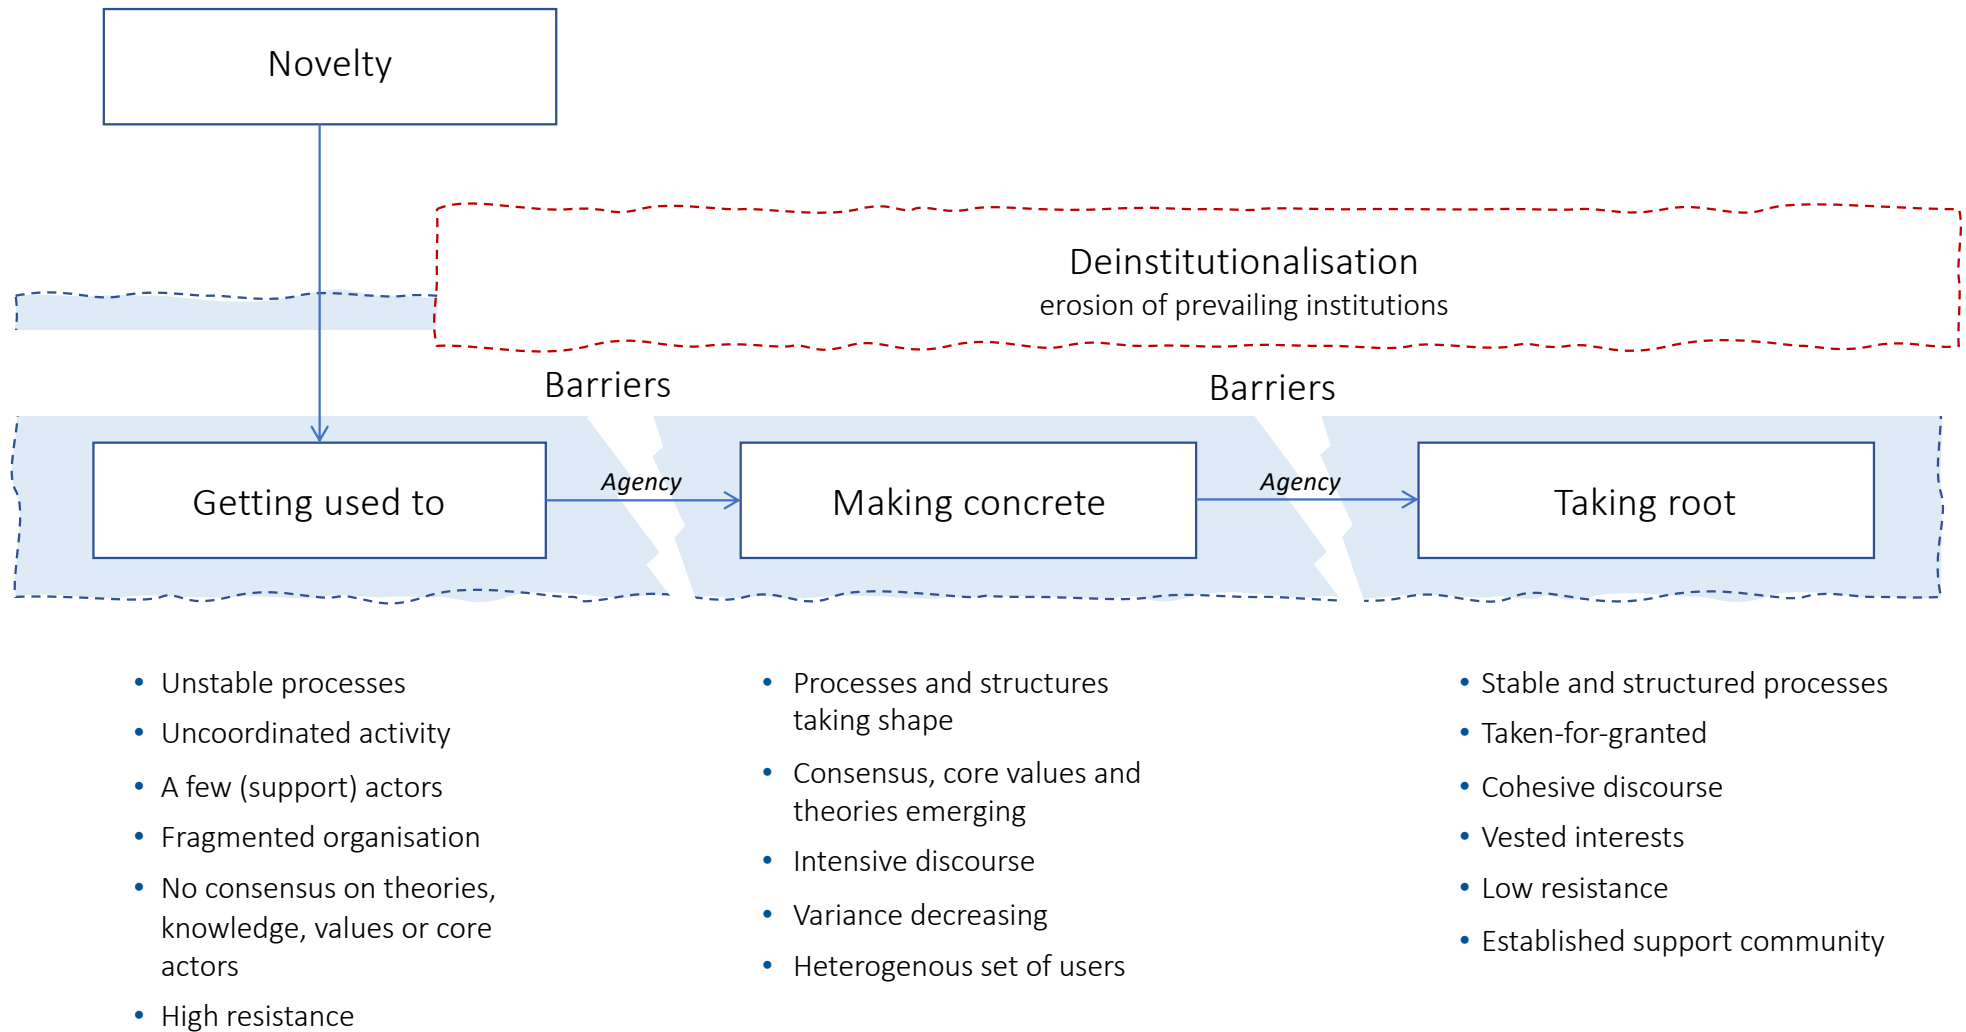 Novelty
Deinstitutionalisation
erosion of prevailing institutions
Barriers
Barriers
Getting used to
Agency
Making concrete
Agency
Taking root
• Unstable processes
• Uncoordinated activity
• A few (support) actors
• Fragmented organisation
• No consensus on theories,
knowledge, values or core
actors
• High resistance
• Processes and structures
taking shape
• Consensus, core values and
theories emerging
• Intensive discourse
• Variance decreasing
• Heterogenous set of users
• Stable and structured processes
• Taken-for-granted
• Cohesive discourse
• Vested interests
• Low resistance
• Established support community